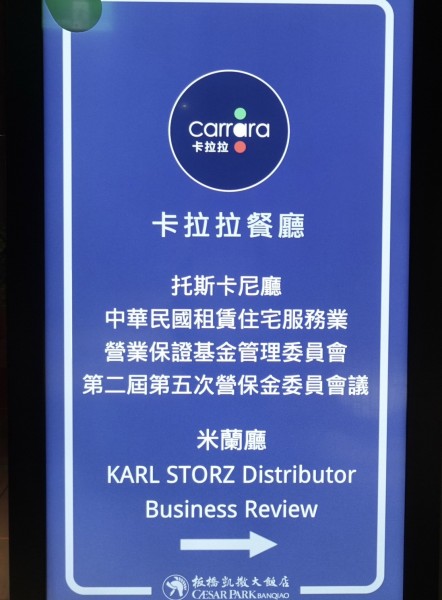 Carrara
卡拉拉
卡拉拉餐廳
托斯卡尼廳
中華民國租賃住宅服務業
營業保證基金管理委員會
第二屆第五次營保金委員會議
米蘭廳
KARL STORZ Distributor
Business Review
板橋凱撒大飯店
CÆSAR PARK BANQIAO